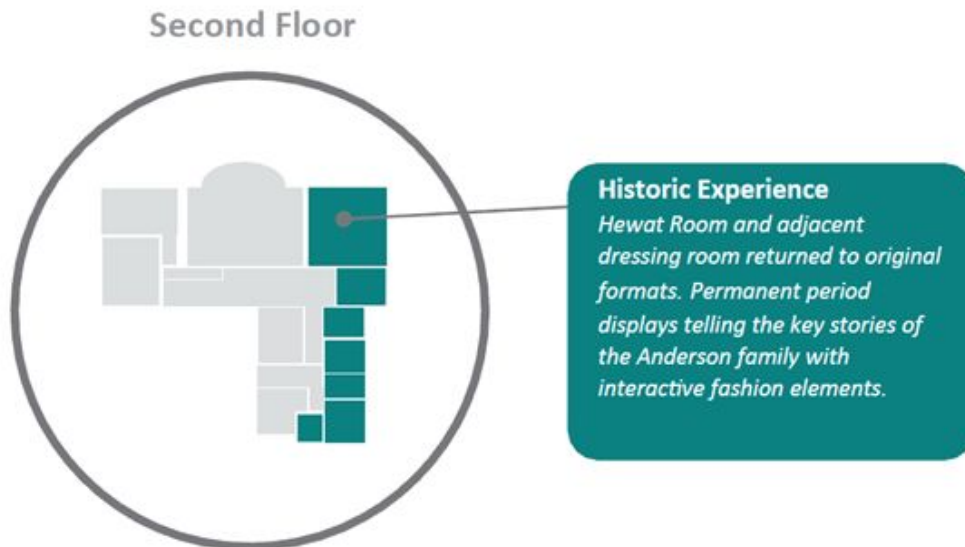 Second Floor
Historic Experience
Hewat Room and adjacent
dressing room returned to original
formats. Permanent period
displays telling the key stories of
the Anderson family with
interactive fashion elements.